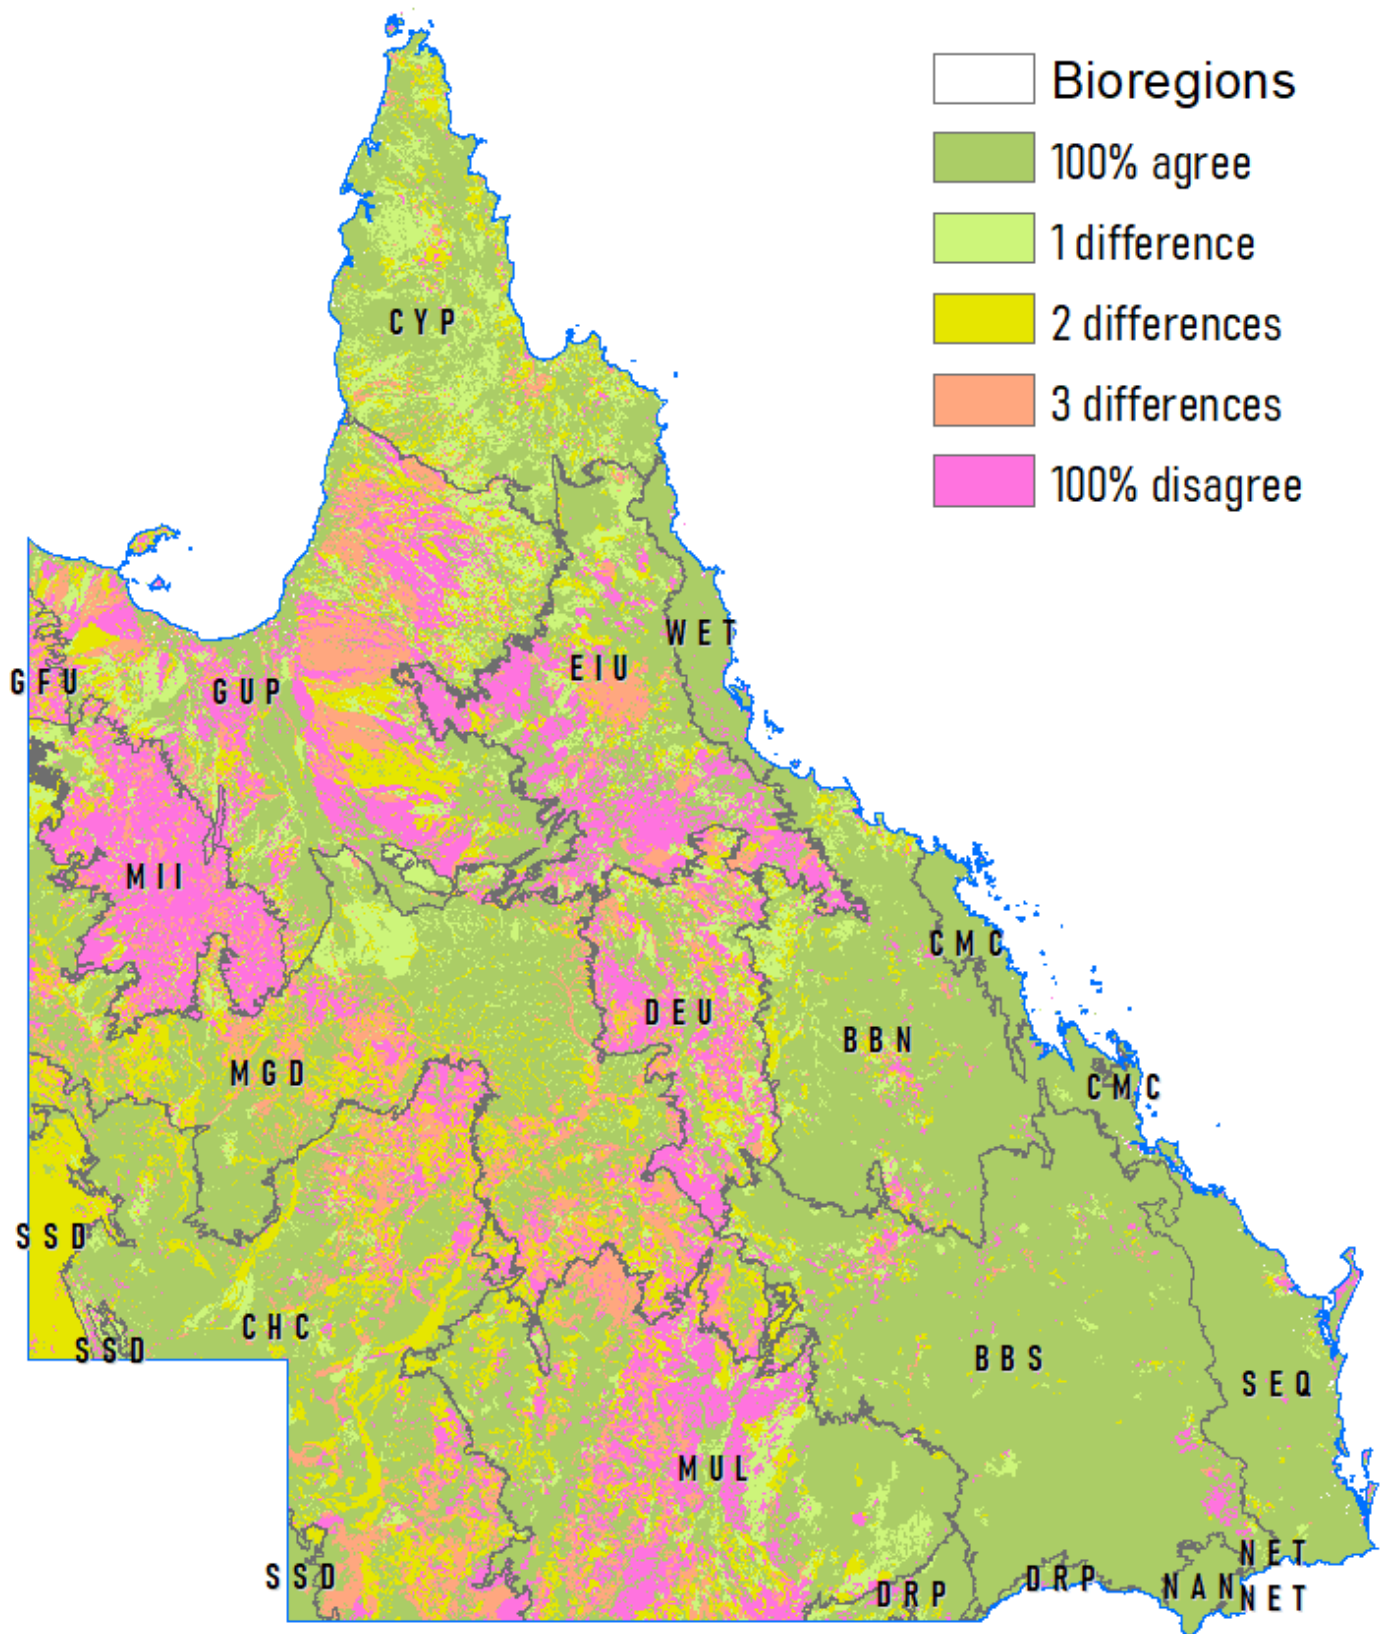 Bioregions
100% agree
1 difference
2 differences
3 differences
100% disagree
CYP
WET
EIU
GFU
GUP
MII
CMC
DEU
BBN
MGD
CMC
SSD
CHC
SSD
BBS
SEQ
MUL
NET
SSD
DRP
DRP
NAN
NET